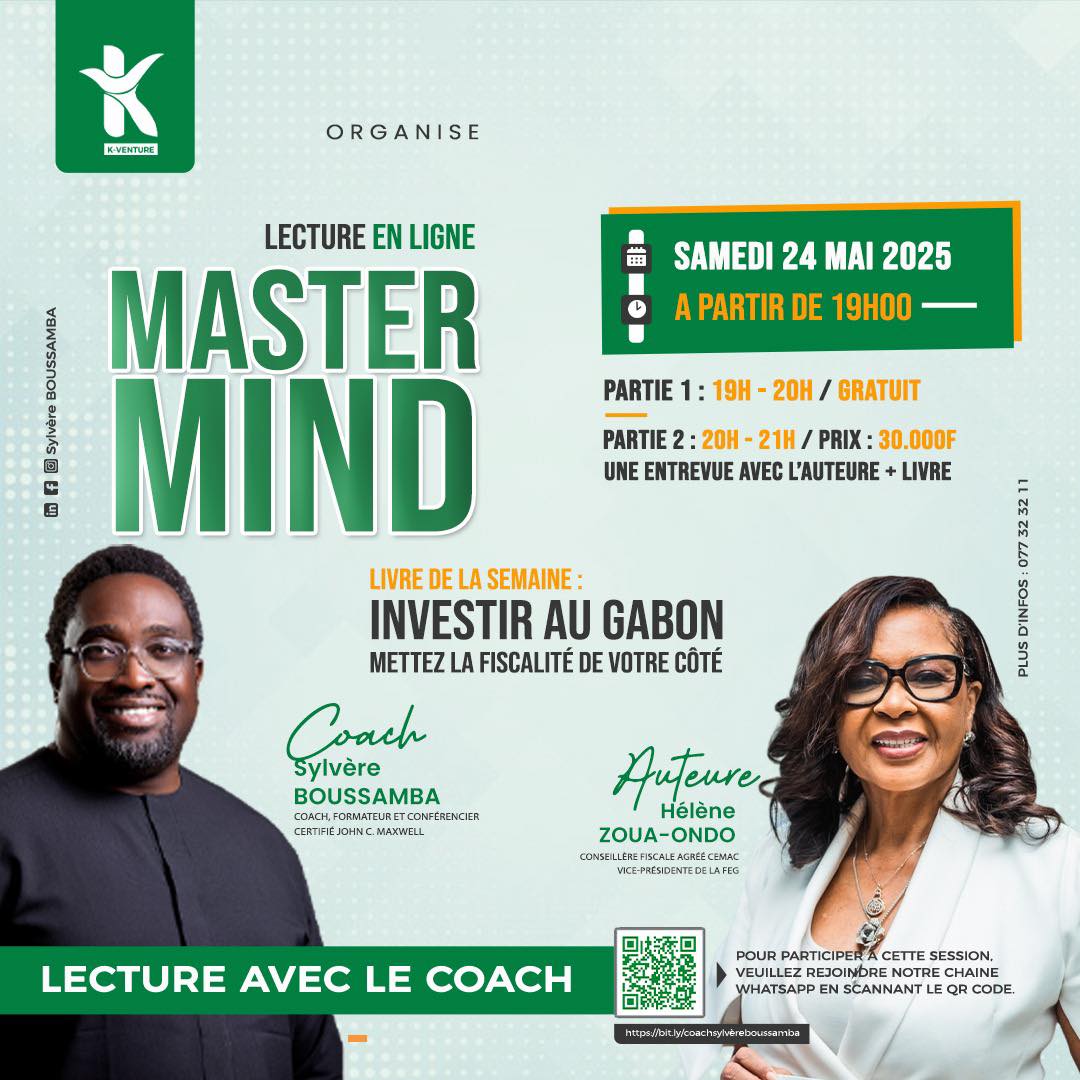 K-VENTURE
ORGANISE
LECTURE EN LIGNE
MASTER
MIND
SAMEDI 24 MAI 2025
A PARTIR DE 19H00
PARTIE 1 : 19H - 20H / GRATUIT
PARTIE 2 : 20H - 21H / PRIX : 30.000F
UNE ENTREVUE AVEC L'AUTEURE + LIVRE
Sylvère BOUSSAMBA
PLUS D'INFOS : 077 32 32 11
LIVRE DE LA SEMAINE :
INVESTIR AU GABON
METTEZ LA FISCALITÉ DE VOTRE CÔTÉ
Coach
Sylvère
BOUSSAMBA
COACH, FORMATEUR ET CONFÉRENCIER
CERTIFIÉ JOHN C. MAXWELL
Auteure
Hélène
ZOUA-ONDO
CONSEILLÈRE FISCALE AGRÉÉ CEMAC
VICE-PRÉSIDENTE DE LA FEG
LECTURE AVEC LE COACH
POUR PARTICIPER A CETTE SESSION,
VEUILLEZ REJOINDRE NOTRE CHAINE
WHATSAPP EN SCANNANT LE QR CODE.
https://bit.ly/coachsylvèreboussamba